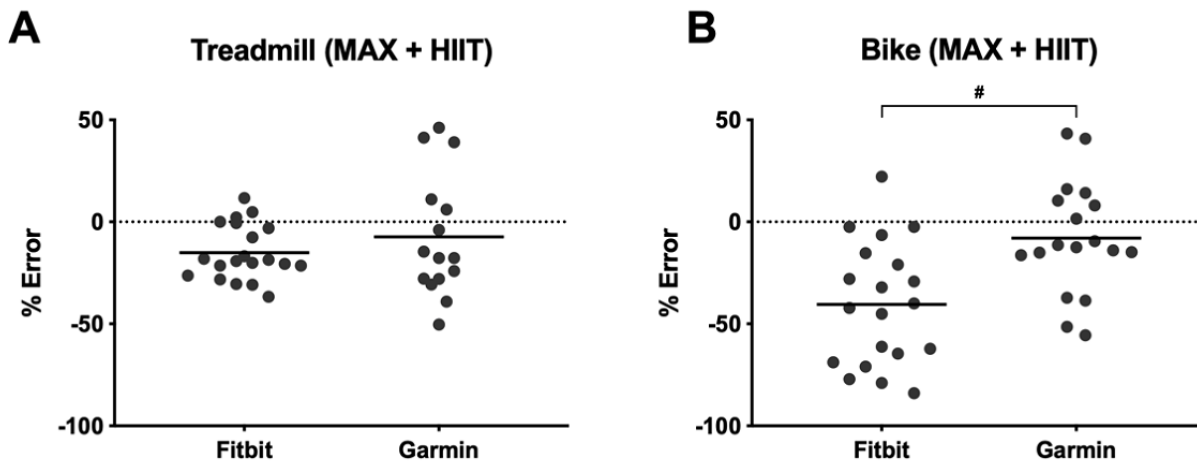 A
Treadmill (MAX + HIIT)
% Error
50
0
-50
-100
Fitbit
Garmin
B
Bike (MAX + HIIT)
#
% Error
50
0
-50
-100
Fitbit
Garmin